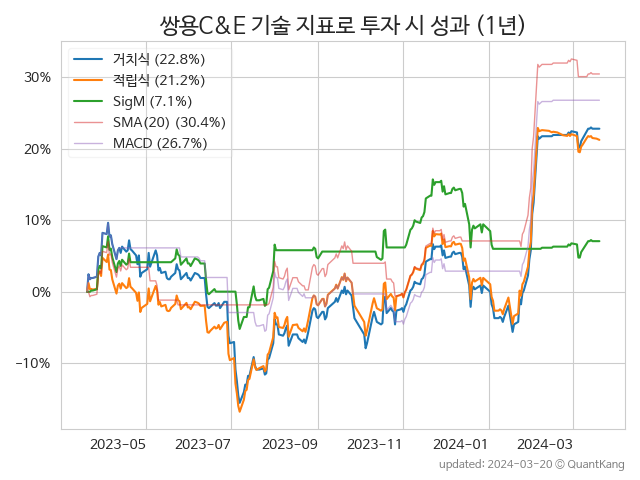 쌍용C&E 기술 지표로 투자 시 성과 (1년)
거치식 (22.8%)
적립식 (21.2%)
SigM (7.1%)
SMA(20) (30.4%)
MACD (26.7%)
30%
20%
10%
0%
−10%
2023−05
2023−07
2023−09
2023−11
2024−01
2024−03
updated: 2024−03−20 © QuantKang